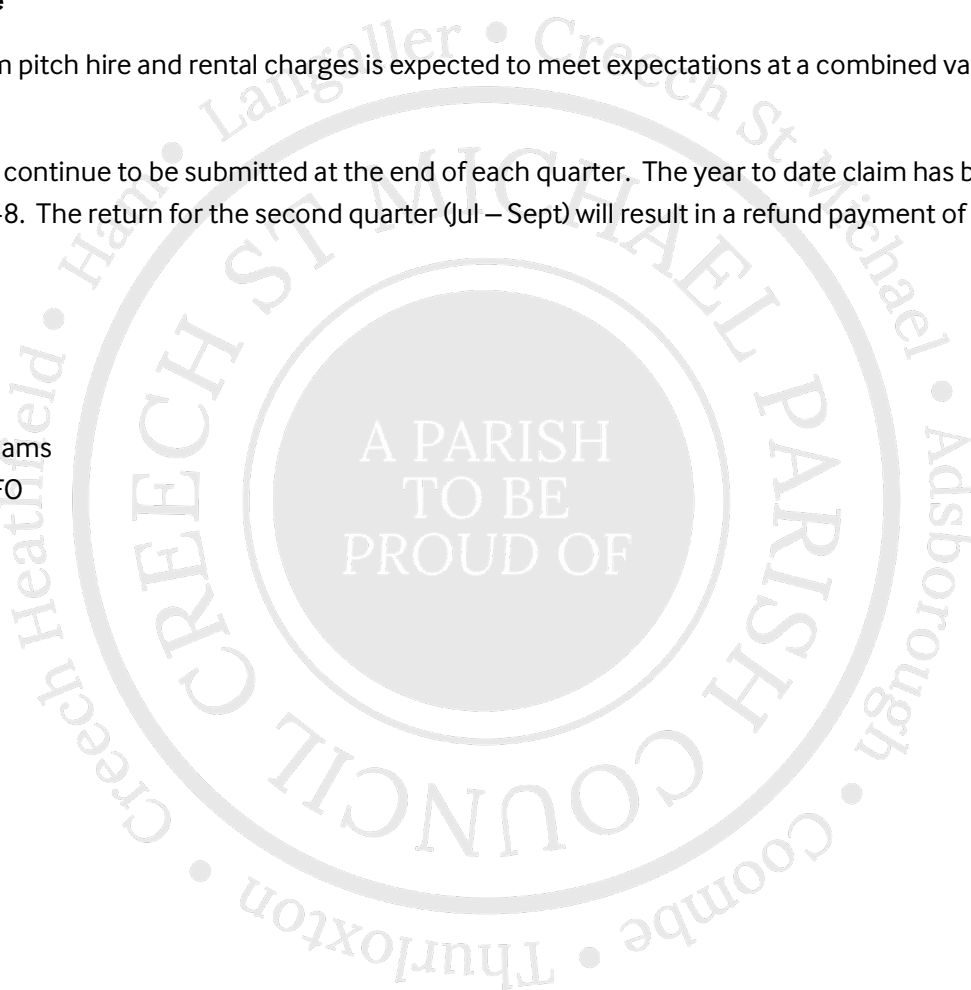 m pitch hire and rental charges is expected to meet expectations at a combined va
continue to be submitted at the end of each quarter. The year to date claim has b
-8. The return for the second quarter (Jul – Sept) will result in a refund payment of
ams
FO
Creech Heathfield • Ham • Langaller • Creech St Michael • Adsborough • Coombe • Thurloxton •
CREECH ST MICHAEL PARISH COUNCIL
A PARISH
TO BE
PROUD OF